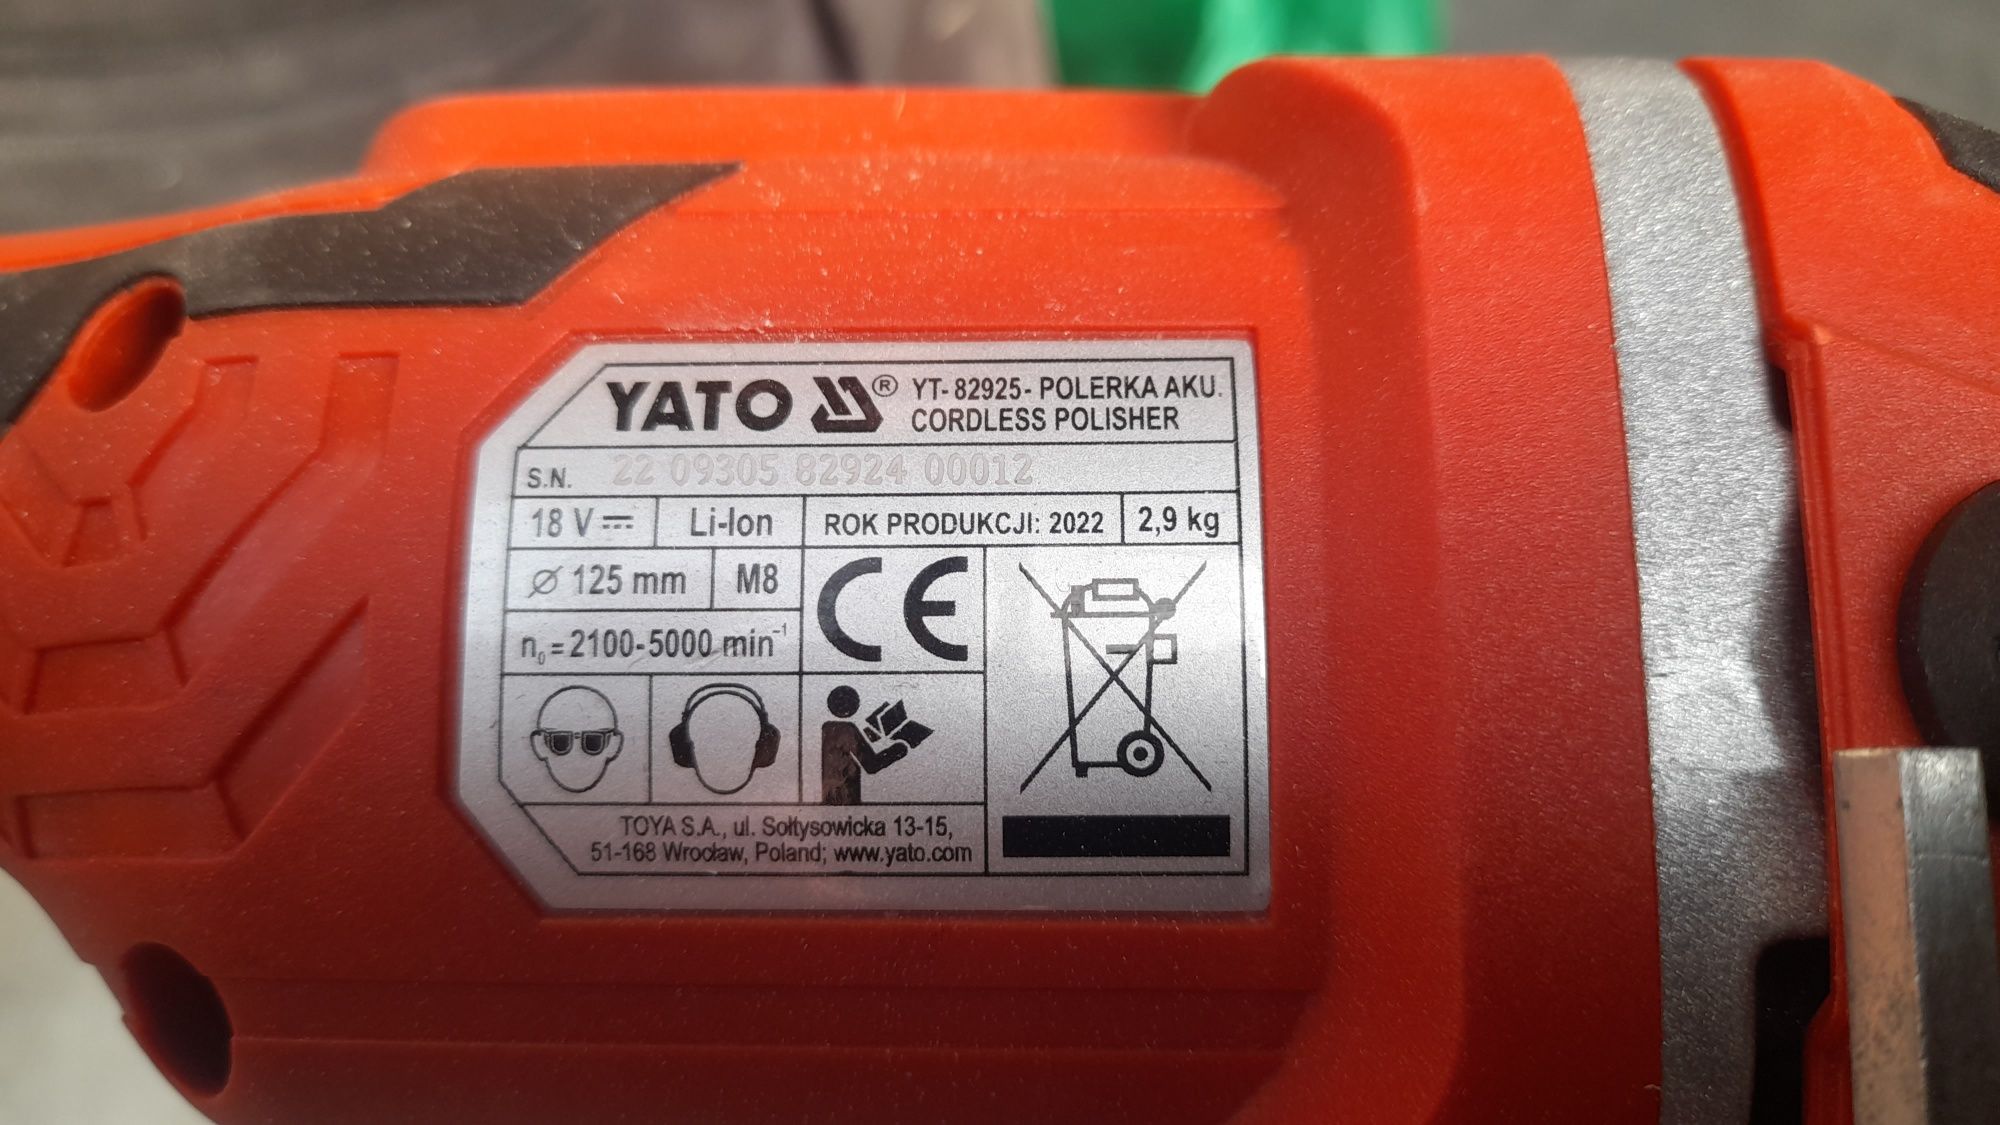 YATO ® YT- 82925- POLERKA AKU.
CORDLESS POLISHER
S.N. 22 09305 82924 00012
18 V Li-Ion ROK PRODUKCJI: 2022 2,9 kg
Ø 125 mm M8 CE
n₀ = 2100-5000 min⁻¹
TOYA S.A., ul. Sołtysowicka 13-15,
51-168 Wrocław, Poland; www.yato.com